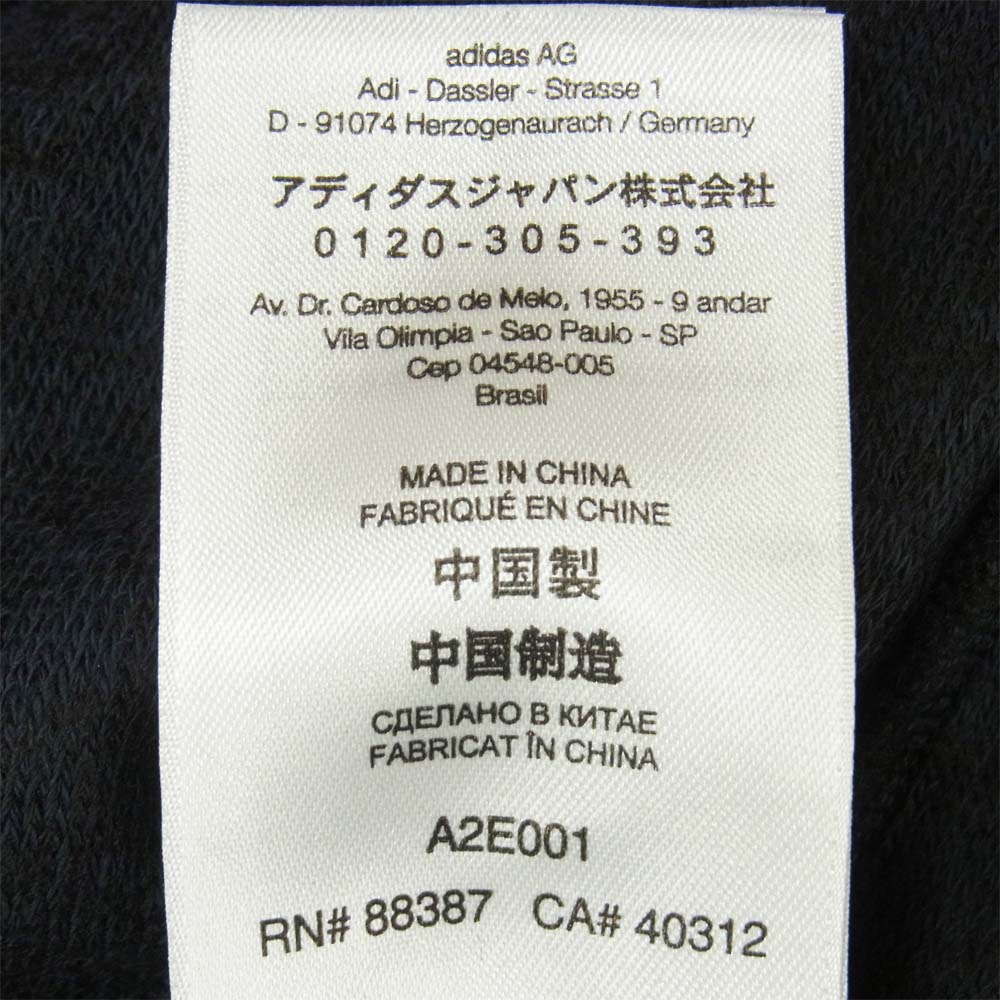 adidas AG
Adi - Dassler - Strasse 1
D - 91074 Herzogenaurach / Germany
アディダスジャパン株式会社
0120-305-393
Av. Dr. Cardoso de Melo, 1955 - 9 andar
Vila Olimpia - Sao Paulo - SP
Cep 04548-005
Brasil
MADE IN CHINA
FABRIQUÉ EN CHINE
中国製
中国制造
СДЕЛАНО В КИТАЕ
FABRICAT ÎN CHINA
A2E001
RN# 88387 CA# 40312